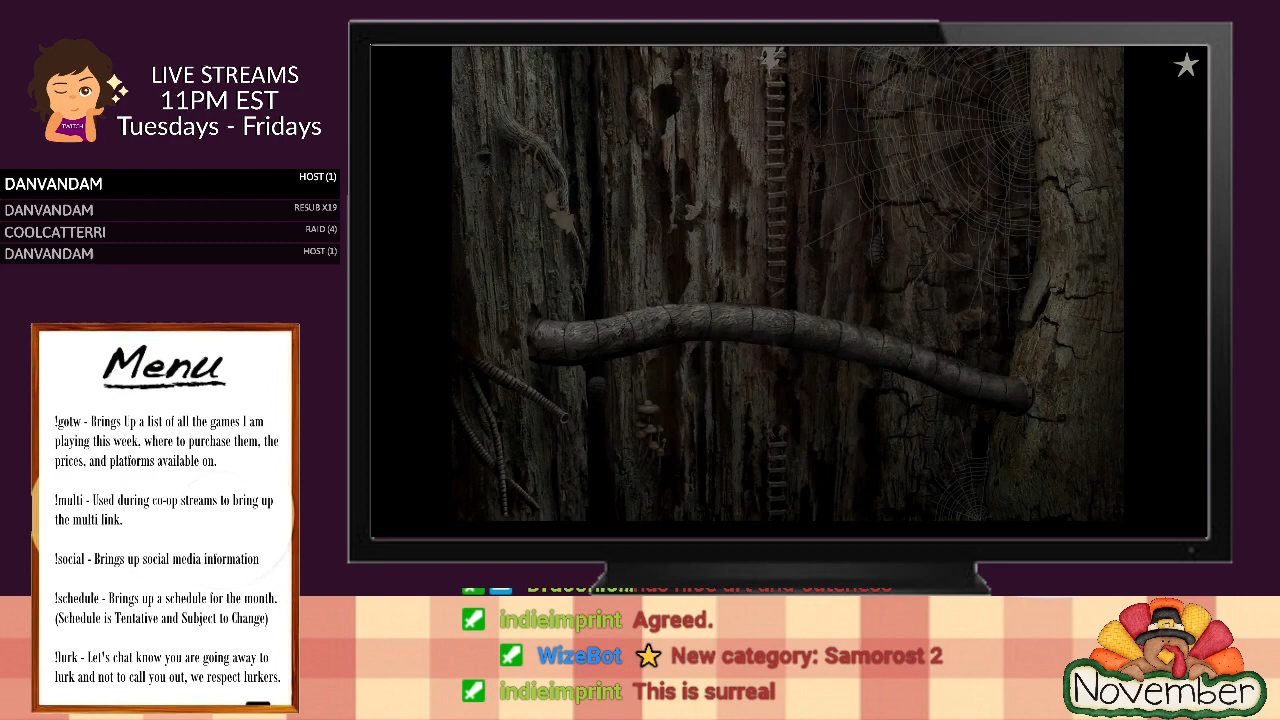 LIVE STREAMS
11PM EST
Tuesdays - Fridays
TWITCH
DANVANDAM HOST (1)
DANVANDAM RESUB X19
COOLCATTERRI RAID (4)
DANVANDAM HOST (1)
Menu
!gotw - Brings Up a list of all the games I am
playing this week, where to purchase them, the
prices, and platforms available on.
!multi - Used during co-op streams to bring up
the multi link.
!social - Brings up social media information
!schedule - Brings up a schedule for the month.
(Schedule is Tentative and Subject to Change)
!lurk - Let's chat know you are going away to
lurk and not to call you out, we respect lurkers.
indieimprint Agreed.
WizeBot New category: Samorost 2
indieimprint This is surreal
November